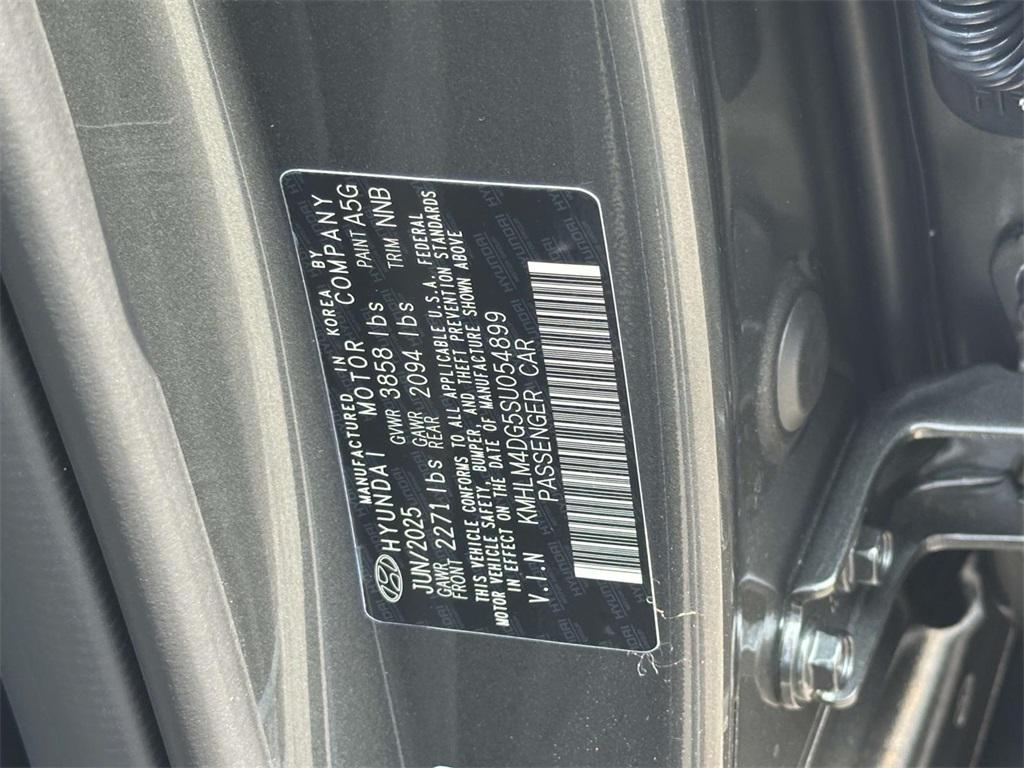 MANUFACTURED IN KOREA BY
HYUNDAI MOTOR COMPANY
JUN/2025 GVWR 3858 lbs PAINT A5G
GAWR FRONT 2271 lbs GAWR REAR 2094 lbs TRIM NNB
THIS VEHICLE CONFORMS TO ALL APPLICABLE U.S.A. FEDERAL
MOTOR VEHICLE SAFETY, BUMPER, AND THEFT PREVENTION STANDARDS
IN EFFECT ON THE DATE OF MANUFACTURE SHOWN ABOVE
V.I.N KMHLM4DG5SU054899
PASSENGER CAR